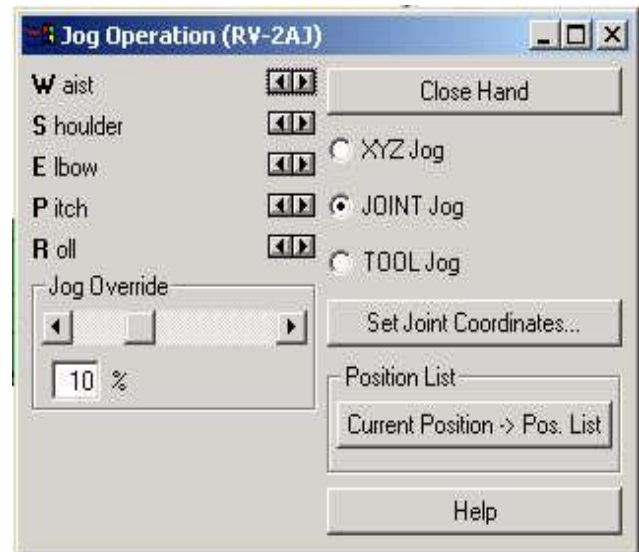 Jog Operation (RV-2AJ)
W aist
S houlder
E lbow
P itch
R oll
Jog Override
10 %
Close Hand
XYZ Jog
JOINT Jog
TOOL Jog
Set Joint Coordinates...
Position List
Current Position -> Pos. List
Help